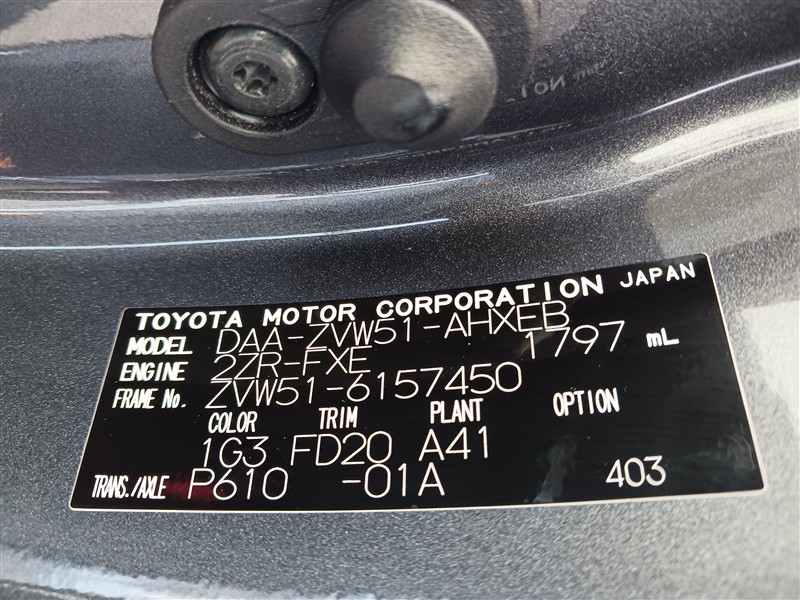 TOYOTA MOTOR CORPORATION JAPAN
MODEL DAA-ZVW51-AHXEB
ENGINE 2ZR-FXE 1797 mL
FRAME No. ZVW51-6157450
COLOR TRIM PLANT OPTION
1G3 FD20 A41
TRANS./AXLE P610 -01A 403